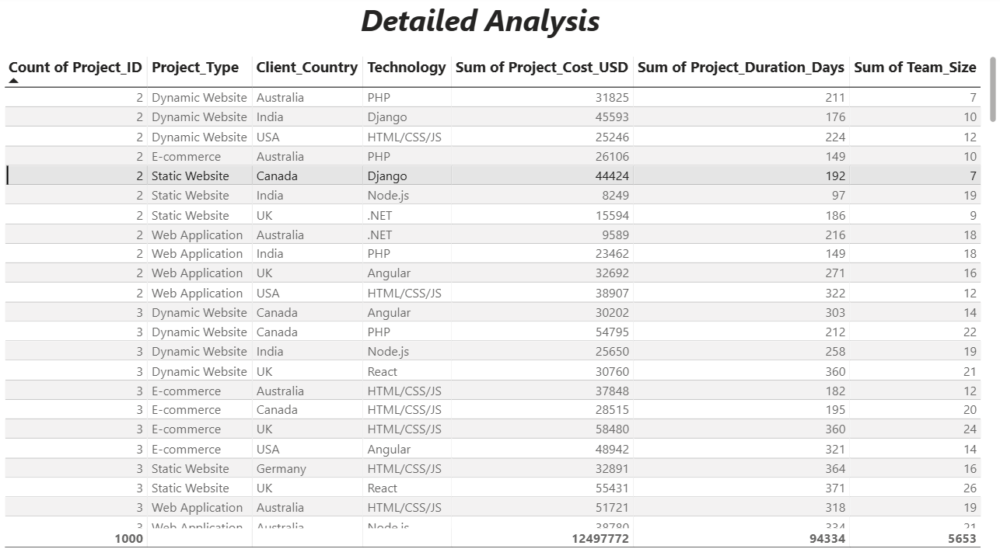 Detailed Analysis
Count of Project_ID Project_Type Client_Country Technology Sum of Project_Cost_USD Sum of Project_Duration_Days Sum of Team_Size
2 Dynamic Website Australia PHP 31825 211 7
2 Dynamic Website India Django 45593 176 10
2 Dynamic Website USA HTML/CSS/JS 25246 224 12
2 E-commerce Australia PHP 26106 149 10
2 Static Website Canada Django 44424 192 7
2 Static Website India Node.js 8249 97 19
2 Static Website UK .NET 15594 186 9
2 Web Application Australia .NET 9589 216 18
2 Web Application India PHP 23462 149 18
2 Web Application UK Angular 32692 271 16
2 Web Application USA HTML/CSS/JS 38907 322 12
3 Dynamic Website Canada Angular 30202 303 14
3 Dynamic Website Canada PHP 54795 212 22
3 Dynamic Website India Node.js 25650 258 19
3 Dynamic Website UK React 30760 360 21
3 E-commerce Australia HTML/CSS/JS 37848 182 12
3 E-commerce Canada HTML/CSS/JS 28515 195 20
3 E-commerce UK HTML/CSS/JS 58480 360 24
3 E-commerce USA Angular 48942 321 14
3 Static Website Germany HTML/CSS/JS 32891 364 16
3 Static Website UK React 55431 371 26
3 Web Application Australia HTML/CSS/JS 51721 318 19
3 Web Application Australia Node.js 38780 334 21
1000 12497772 94334 5653